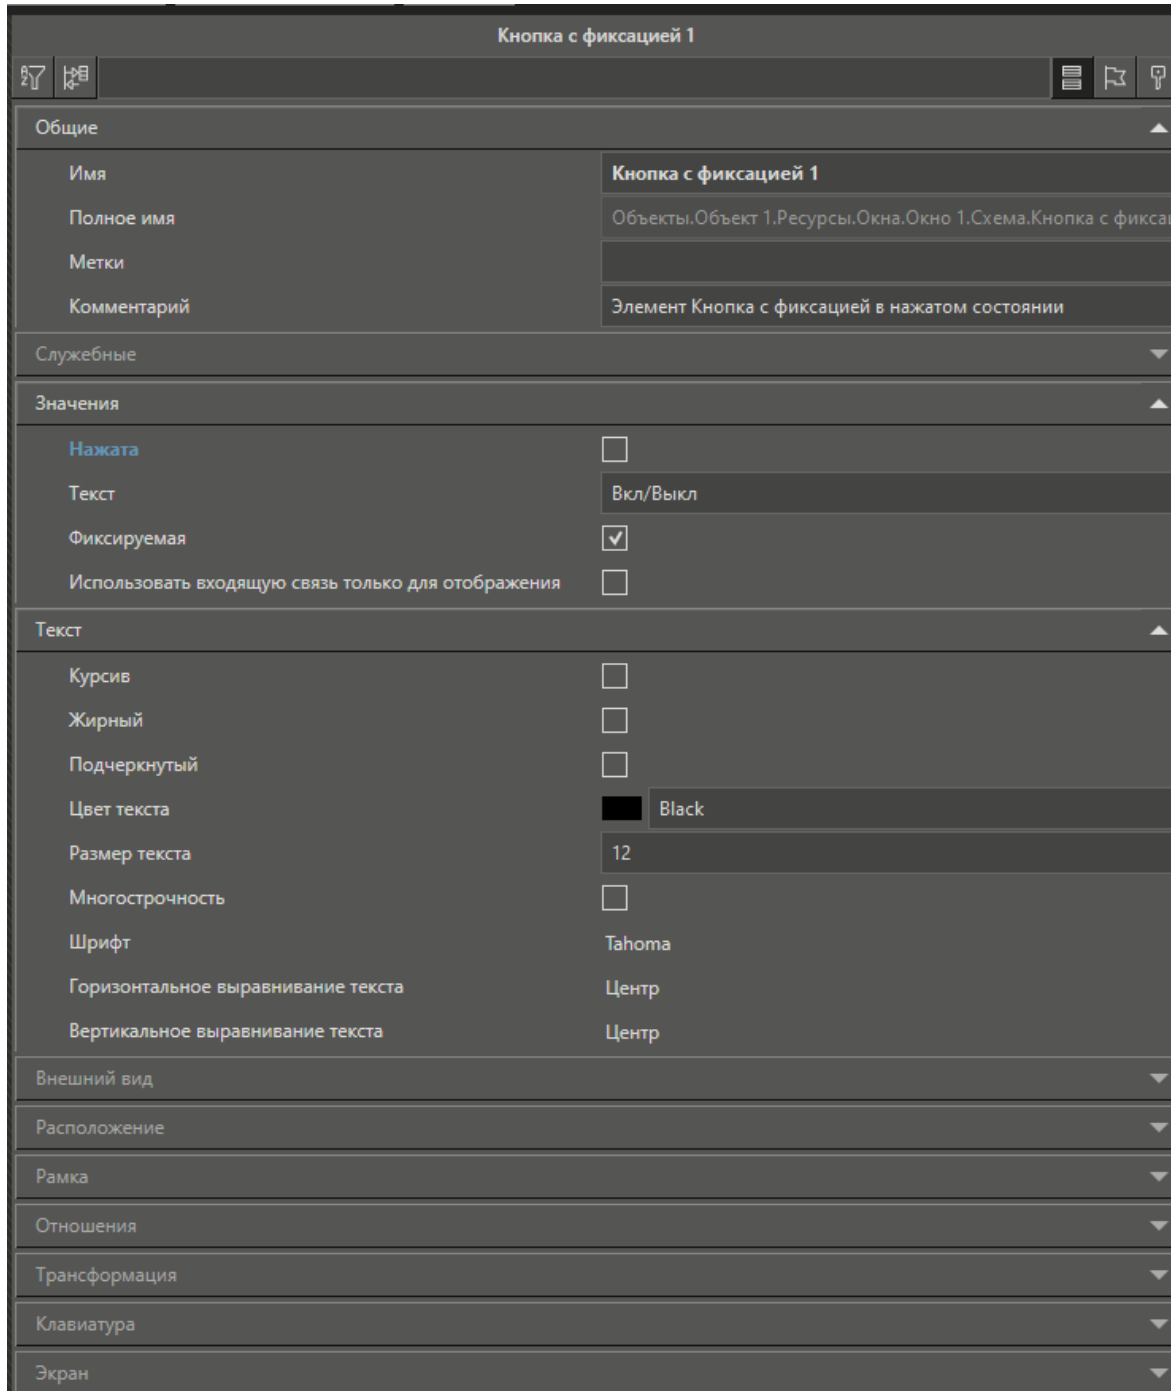 Кнопка с фиксацией 1
Общие
Имя Кнопка с фиксацией 1
Полное имя Объекты.Объект 1.Ресурсы.Окна.Окно 1.Схема.Кнопка с фикса
Метки
Комментарий Элемент Кнопка с фиксацией в нажатом состоянии
Служебные
Значения
Нажата
Текст Вкл/Выкл
Фиксируемая
Использовать входящую связь только для отображения
Текст
Курсив
Жирный
Подчеркнутый
Цвет текста Black
Размер текста 12
Многострочность
Шрифт Tahoma
Горизонтальное выравнивание текста Центр
Вертикальное выравнивание текста Центр
Внешний вид
Расположение
Рамка
Отношения
Трансформация
Клавиатура
Экран